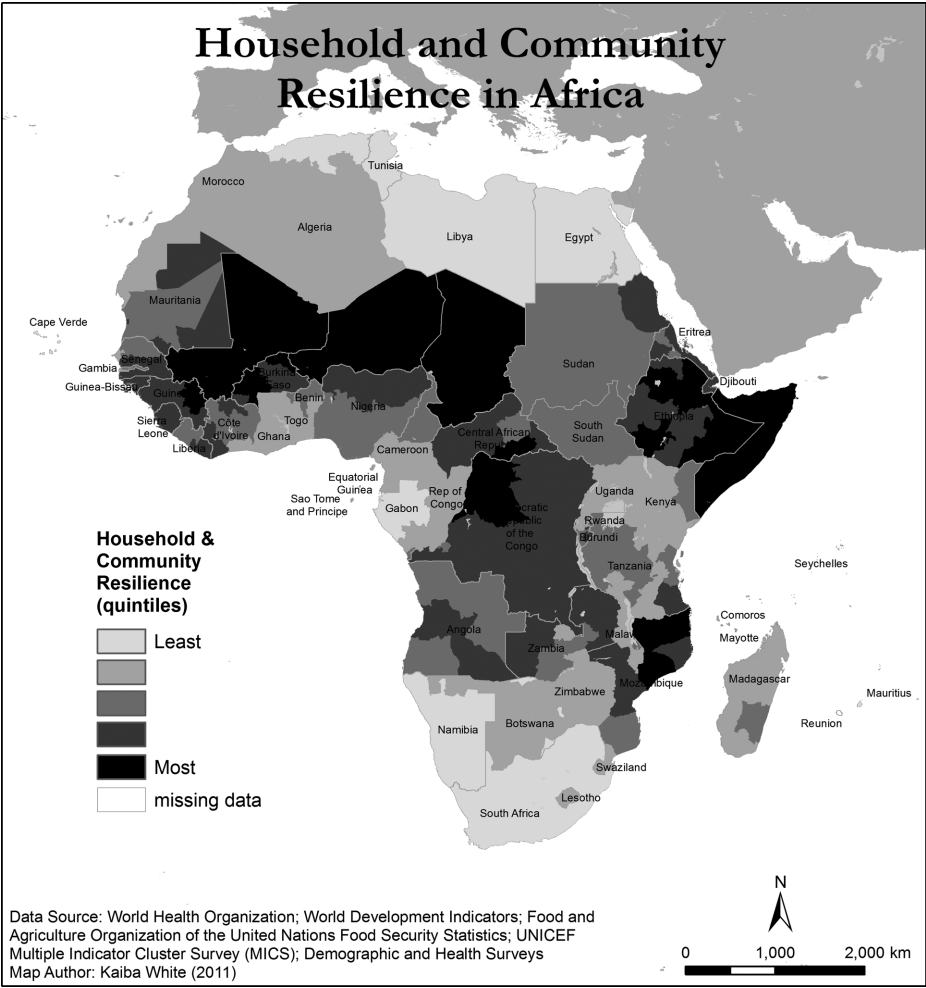 Household and Community
Resilience in Africa
Tunisia
Morocco
Algeria
Libya
Egypt
Mauritania
Cape Verde
Eritrea
Senegal
Gambia
Sudan
Burkina
Faso
Djibouti
Guinea-Bissau
Guinea
Benin
Nigeria
Ethiopia
Sierra
Leone
Côte
d'Ivoire
Togo
Ghana
Central African
Republic
South
Sudan
Liberia
Cameroon
Equatorial
Guinea
Sao Tome
and Principe
Rep of
Congo
Gabon
Uganda
Kenya
Rwanda
Burundi
of the
Congo
Tanzania
Seychelles
Household &
Community
Resilience
(quintiles)
Least
Most
missing data
Comoros
Mayotte
Angola
Malawi
Zambia
Mozambique
Madagascar
Zimbabwe
Mauritius
Reunion
Namibia
Botswana
Swaziland
Lesotho
South Africa
N
0 1,000 2,000 km
Data Source: World Health Organization; World Development Indicators; Food and
Agriculture Organization of the United Nations Food Security Statistics; UNICEF
Multiple Indicator Cluster Survey (MICS); Demographic and Health Surveys
Map Author: Kaiba White (2011)